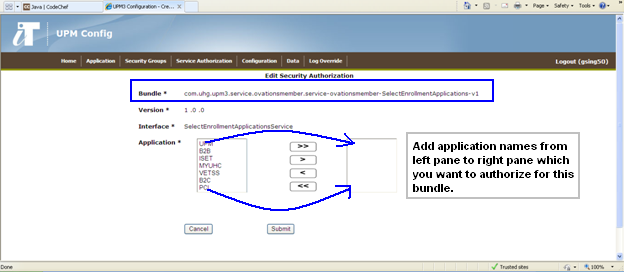 Java | CodeChef
UPM3 Configuration - Cre...
Page
Safety
Tools
iT
UPM Config
Home
Application
Security Groups
Service Authorization
Configuration
Data
Log Override
Logout (gsing50)
Edit Security Authorization
Bundle *
com.uhg.upm3.service.ovationsmember.service-ovationsmember-SelectEnrollmentApplications-v1
Version *
1 .0 .0
Interface *
SelectEnrollmentApplicationsService
Application *
B2B
ISET
MYUHC
VETSS
B2C
PCL
>>
>
<
<<
Add application names from
left pane to right pane which
you want to authorize for this
bundle.
Cancel
Submit
Done
Trusted sites
100%